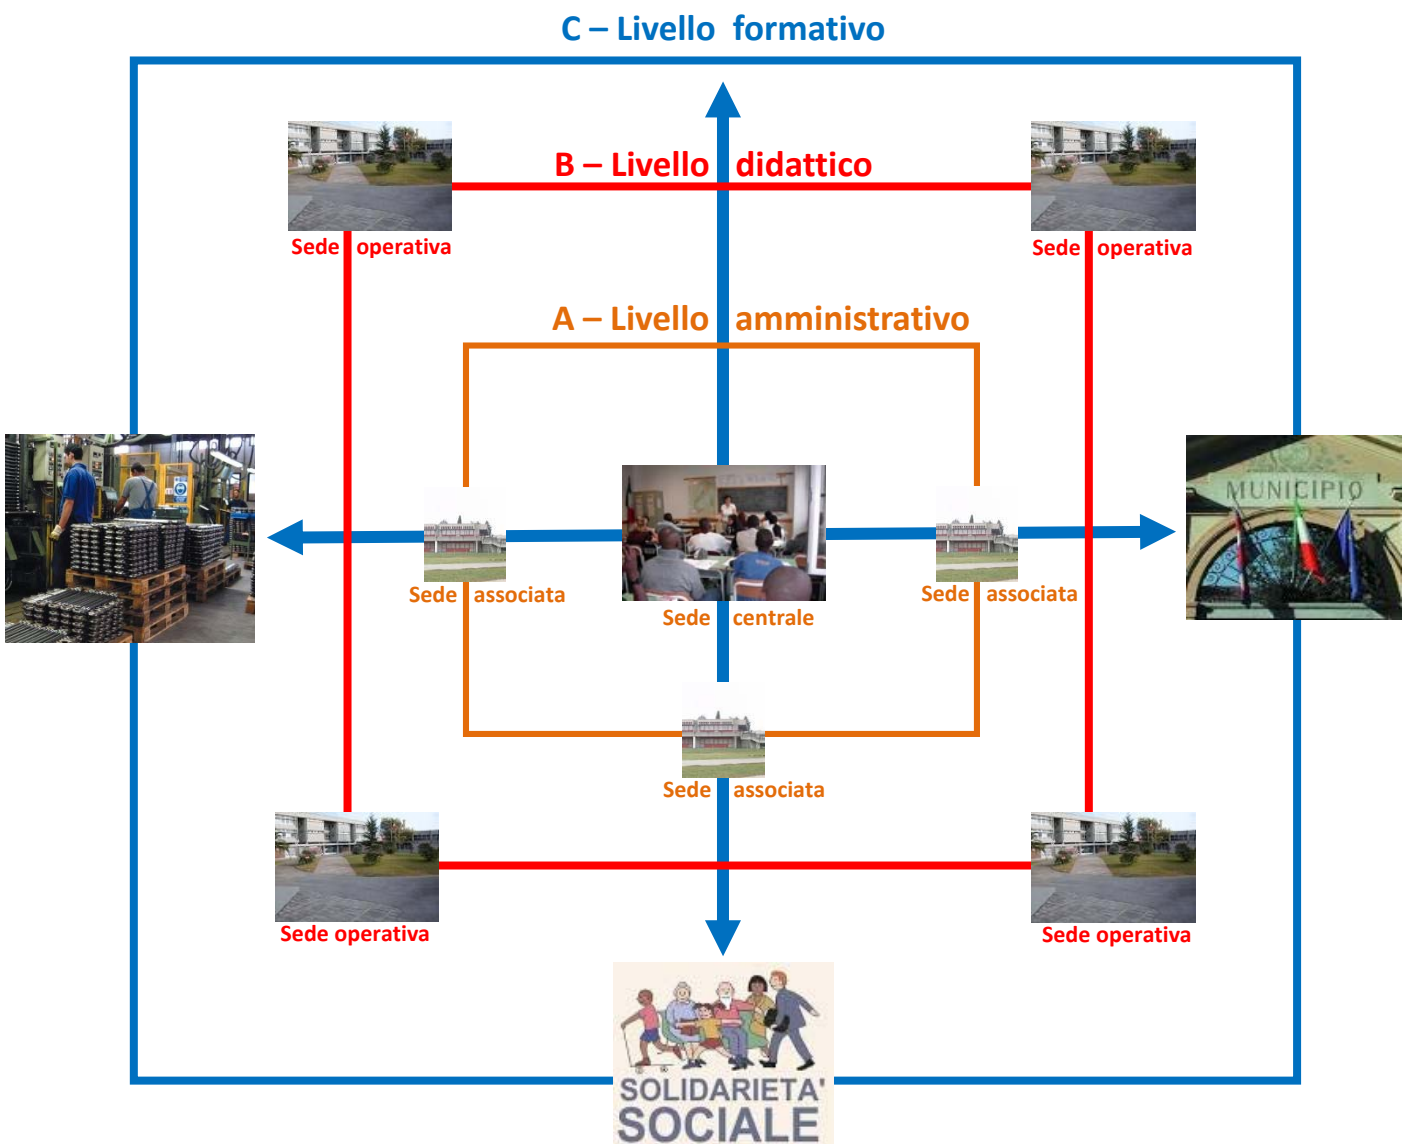 C – Livello formativo
B – Livello didattico
Sede operativa
Sede operativa
A – Livello amministrativo
MUNICIPIO
Sede associata
Sede centrale
Sede associata
Sede associata
Sede operativa
Sede operativa
SOLIDARIETA'
SOCIALE